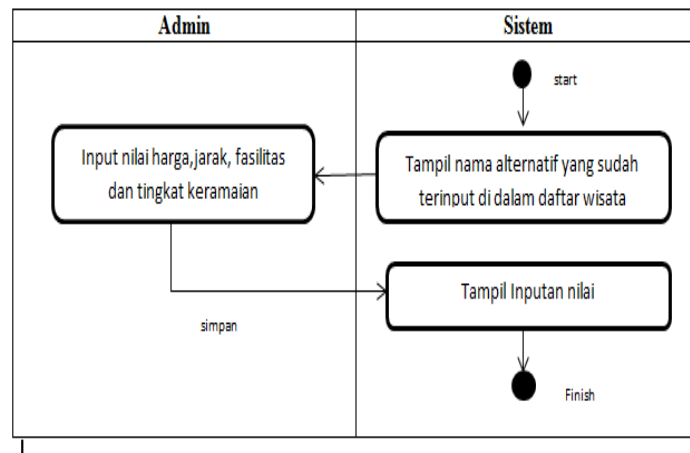 Admin
Sistem
start
Tampil nama alternatif yang sudah
terinput di dalam daftar wisata
Input nilai harga,jarak, fasilitas
dan tingkat keramaian
simpan
Tampil Inputan nilai
Finish